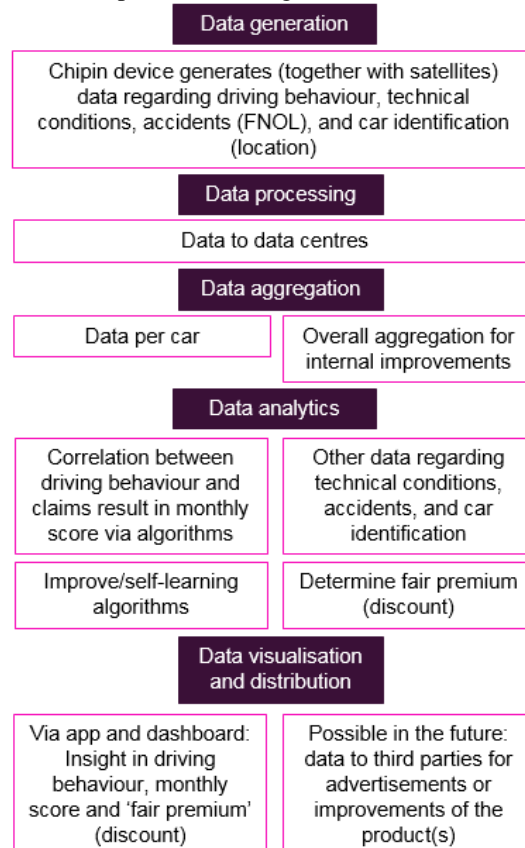 Data generation
Chipin device generates (together with satellites)
data regarding driving behaviour, technical
conditions, accidents (FNOL), and car identification
(location)
Data processing
Data to data centres
Data aggregation
Data per car
Overall aggregation for
internal improvements
Data analytics
Correlation between
driving behaviour and
claims result in monthly
score via algorithms
Other data regarding
technical conditions,
accidents, and car
identification
Improve/self-learning
algorithms
Determine fair premium
(discount)
Data visualisation
and distribution
Via app and dashboard:
Insight in driving
behaviour, monthly
score and ‘fair premium’
(discount)
Possible in the future:
data to third parties for
advertisements or
improvements of the
product(s)